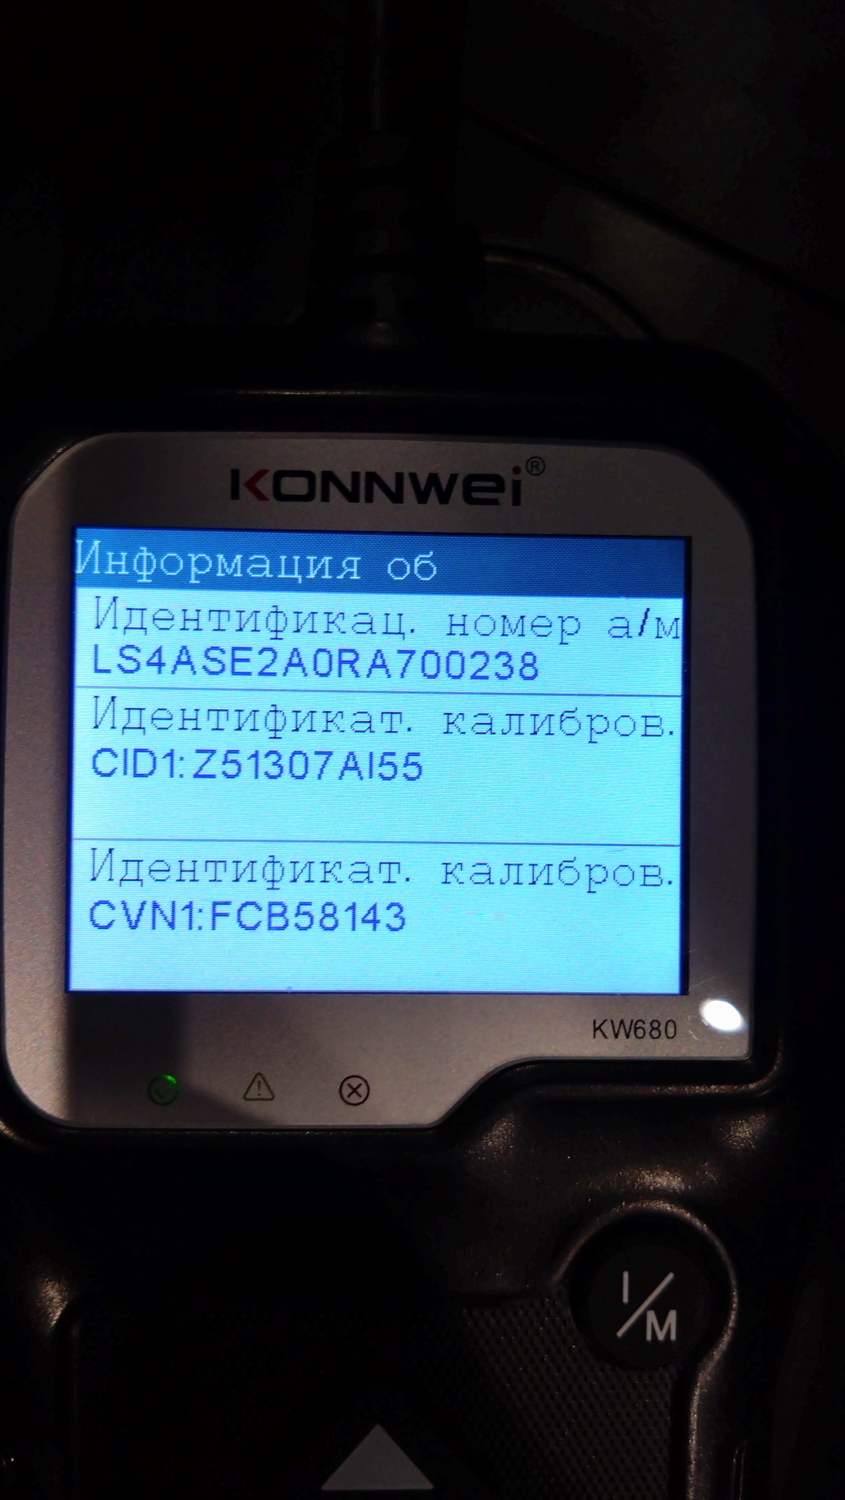 KONNWEI®
Информация об
Идентификац. номер а/м
LS4ASE2A0RA700238
Идентификат. калибров.
CID1:Z51307AI55
Идентификат. калибров.
CVN1:FCB58143
KW680
I/M